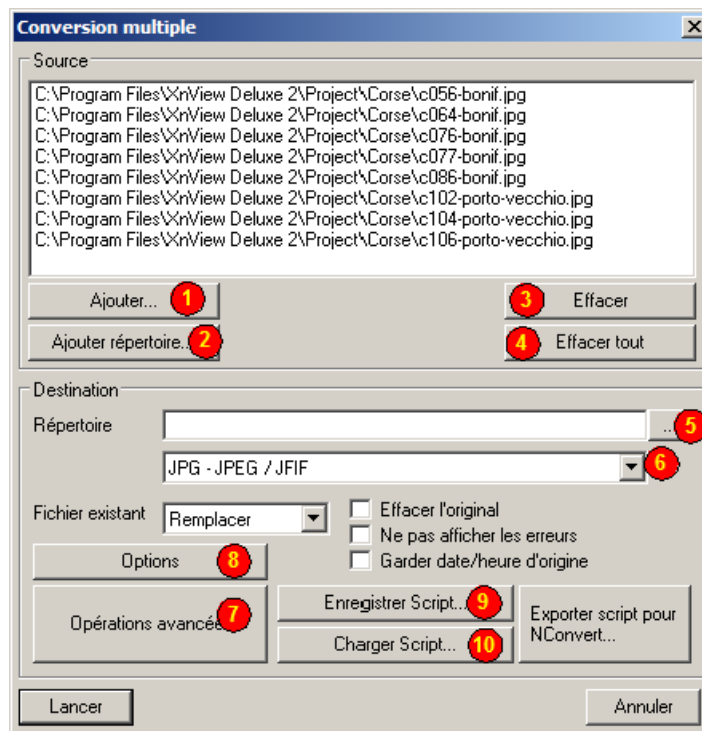 Conversion multiple
Source
C:\Program Files\XnView Deluxe 2\Project\Corse\c056-bonif.jpg
C:\Program Files\XnView Deluxe 2\Project\Corse\c064-bonif.jpg
C:\Program Files\XnView Deluxe 2\Project\Corse\c076-bonif.jpg
C:\Program Files\XnView Deluxe 2\Project\Corse\c077-bonif.jpg
C:\Program Files\XnView Deluxe 2\Project\Corse\c086-bonif.jpg
C:\Program Files\XnView Deluxe 2\Project\Corse\c102-porto-vecchio.jpg
C:\Program Files\XnView Deluxe 2\Project\Corse\c104-porto-vecchio.jpg
C:\Program Files\XnView Deluxe 2\Project\Corse\c106-porto-vecchio.jpg
Ajouter... 1
3 Effacer
Ajouter répertoire... 2
4 Effacer tout
Destination
Répertoire
... 5
JPG - JPEG / JFIF 6
Fichier existant Remplacer
Effacer l'original
Ne pas afficher les erreurs
Garder date/heure d'origine
Options 8
Opérations avancée 7
Enregistrer Script... 9
Charger Script... 10
Exporter script pour
NConvert...
Lancer
Annuler